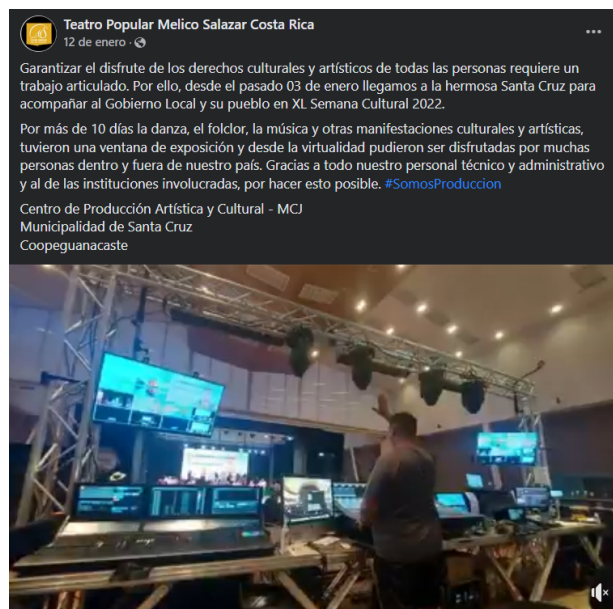 Teatro Popular Melico Salazar Costa Rica
12 de enero ·
Garantizar el disfrute de los derechos culturales y artísticos de todas las personas requiere un
trabajo articulado. Por ello, desde el pasado 03 de enero llegamos a la hermosa Santa Cruz para
acompañar al Gobierno Local y su pueblo en XL Semana Cultural 2022.
Por más de 10 días la danza, el folclor, la música y otras manifestaciones culturales y artísticas,
tuvieron una ventana de exposición y desde la virtualidad pudieron ser disfrutadas por muchas
personas dentro y fuera de nuestro país. Gracias a todo nuestro personal técnico y administrativo
y al de las instituciones involucradas, por hacer esto posible. #SomosProduccion
Centro de Producción Artística y Cultural - MCJ
Municipalidad de Santa Cruz
Coopeguanacaste